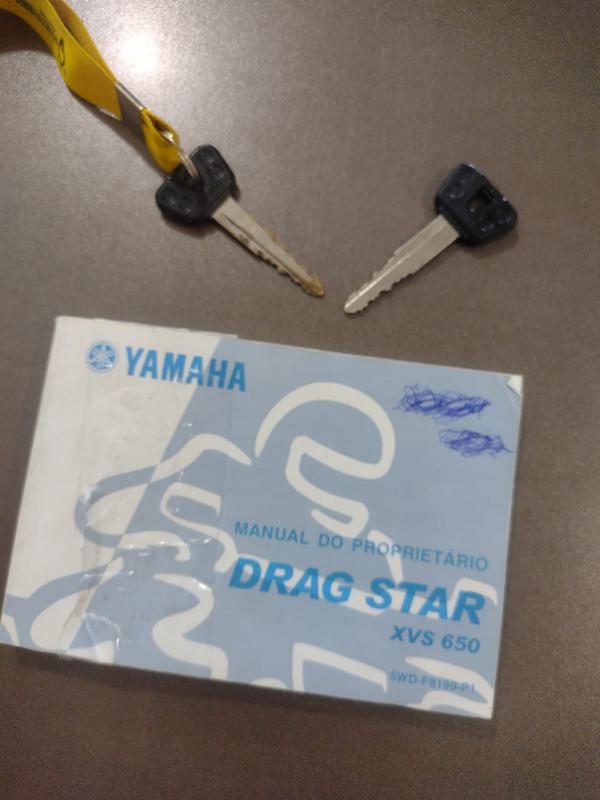 YAMAHA
MANUAL DO PROPRIETÁRIO
DRAG STAR
XVS 650
5WD-F8199-P1